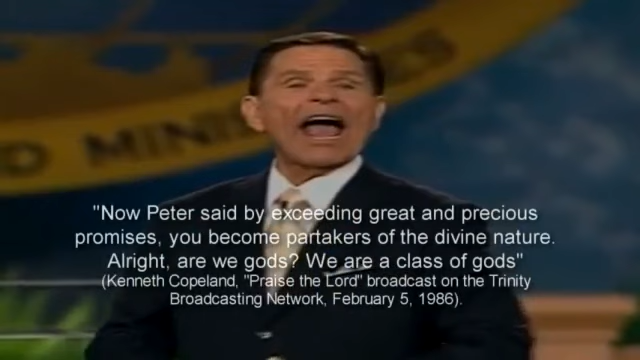 D MINI
"Now Peter said by exceeding great and precious
promises, you become partakers of the divine nature.
Alright, are we gods? We are a class of gods"
(Kenneth Copeland, "Praise the Lord" broadcast on the Trinity
Broadcasting Network, February 5, 1986).